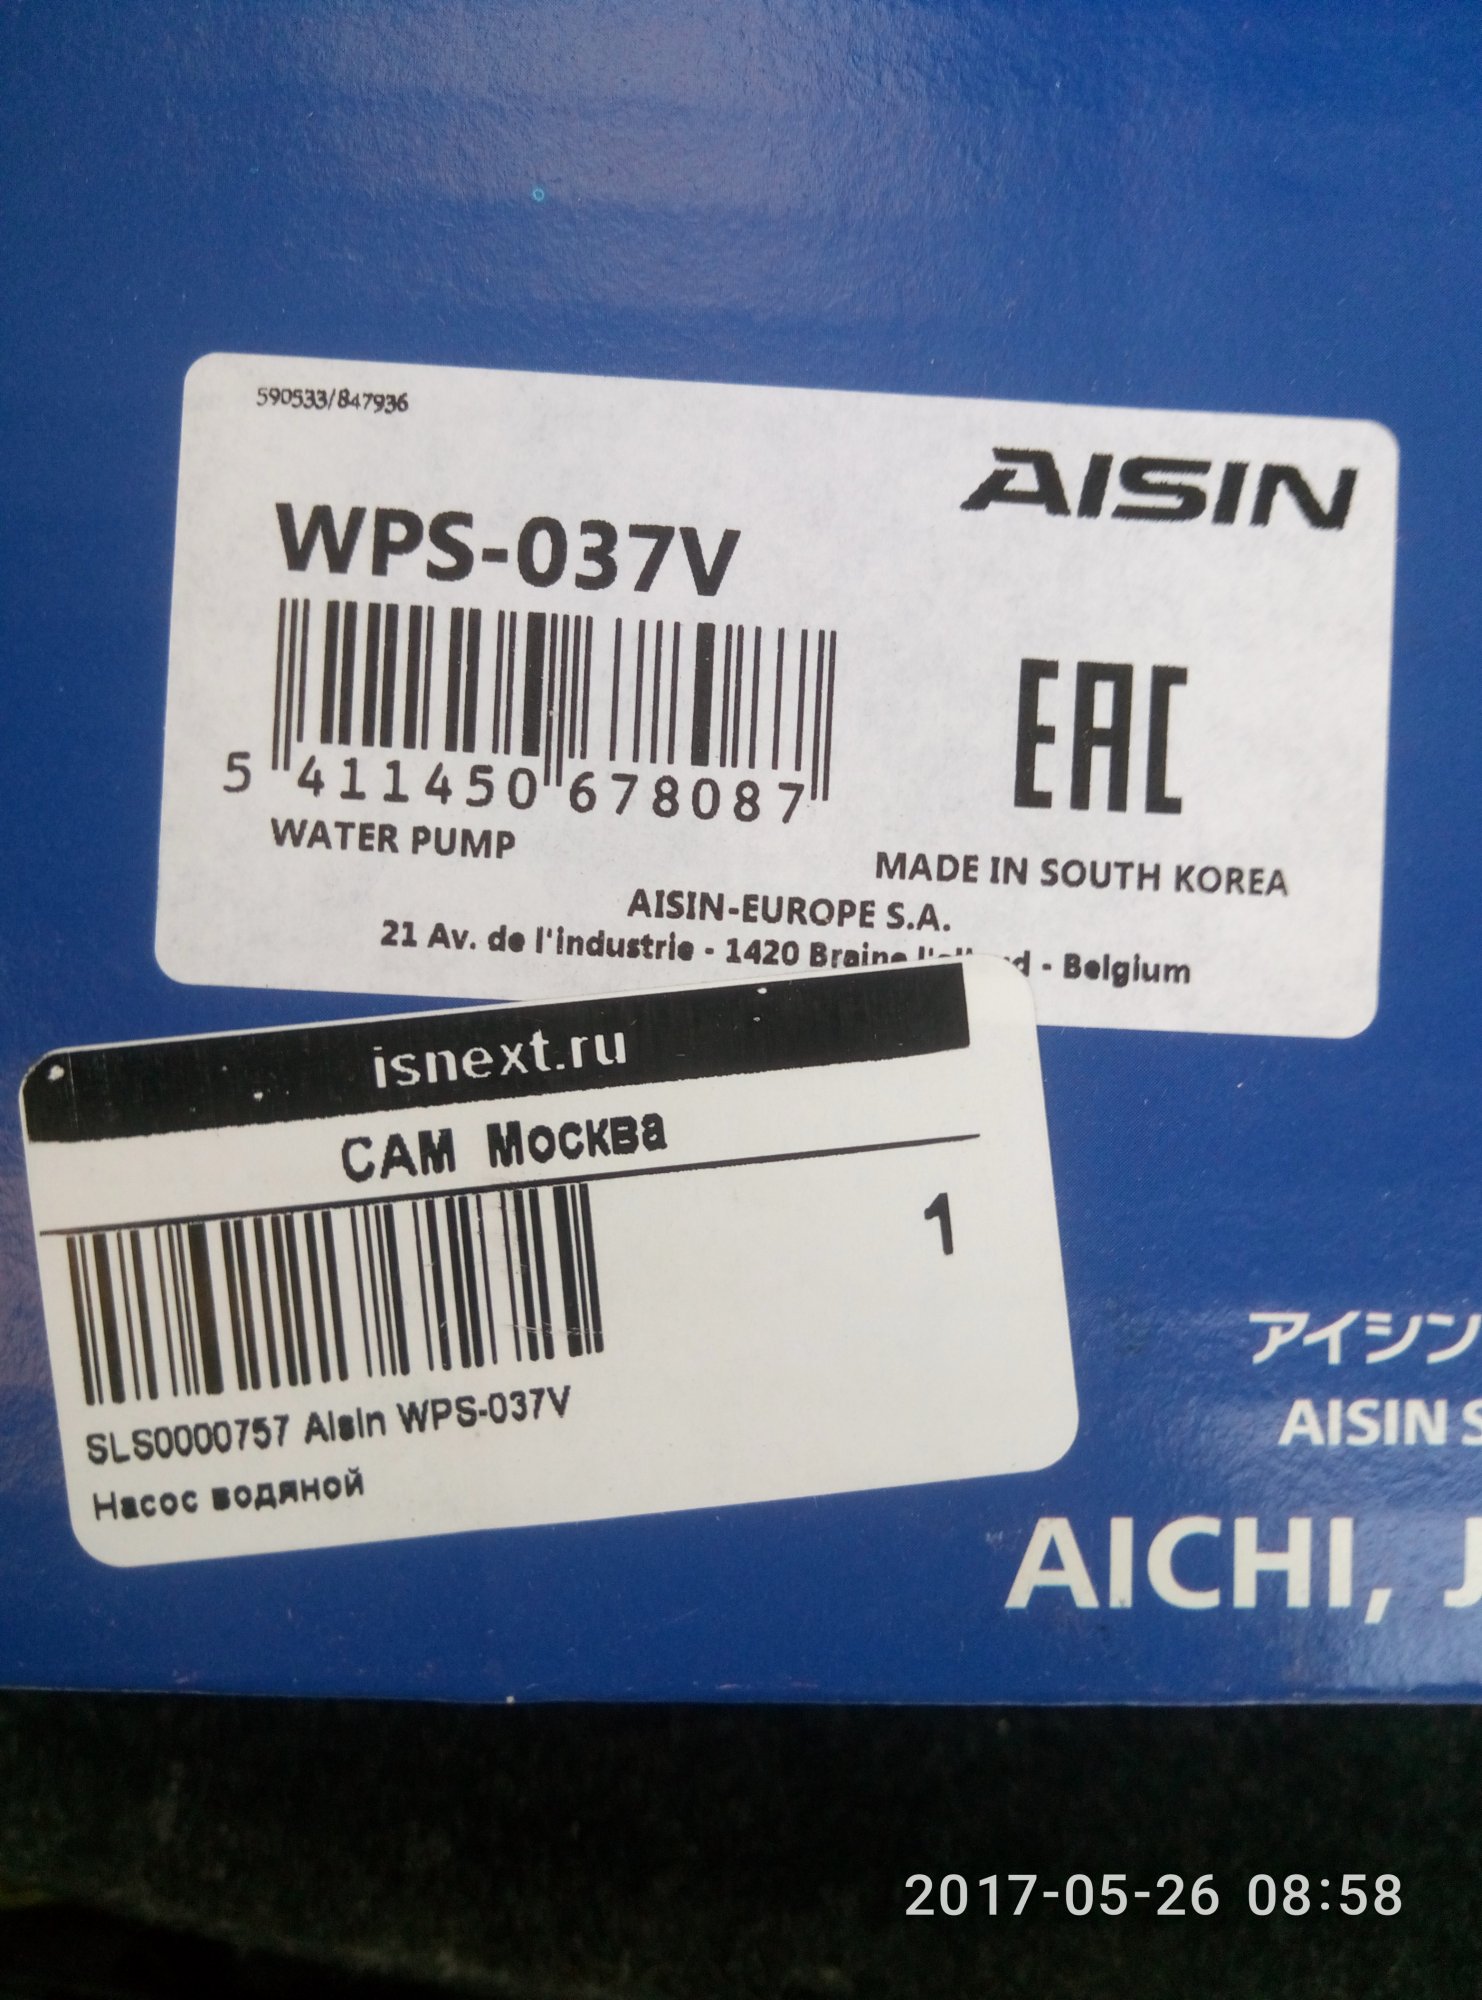 590533/847936
AISIN
WPS-037V
EAC
5 411450 678087
WATER PUMP
MADE IN SOUTH KOREA
AISIN-EUROPE S.A.
21 Av. de l'industrie - 1420 Braine - Belgium
isnext.ru
САМ Москва
1
SLS0000757 Aisin WPS-037V
Насос водяной
アイシン
AISIN S
AICHI, J
2017-05-26 08:58